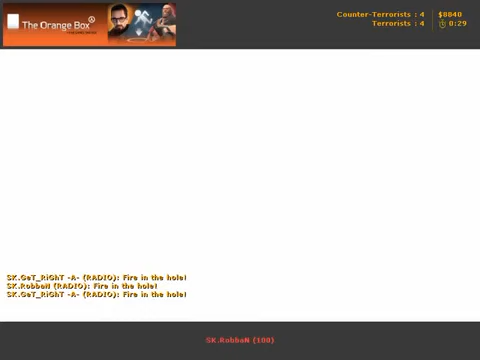 The Orange Box
Counter-Terrorists : 4 $8840
Terrorists : 4 0:29
SK.GeT_RiGhT -A- (RADIO): Fire in the hole!
SK.RobbaN (RADIO): Fire in the hole!
SK.GeT_RiGhT -A- (RADIO): Fire in the hole!
SK.RobbaN (100)